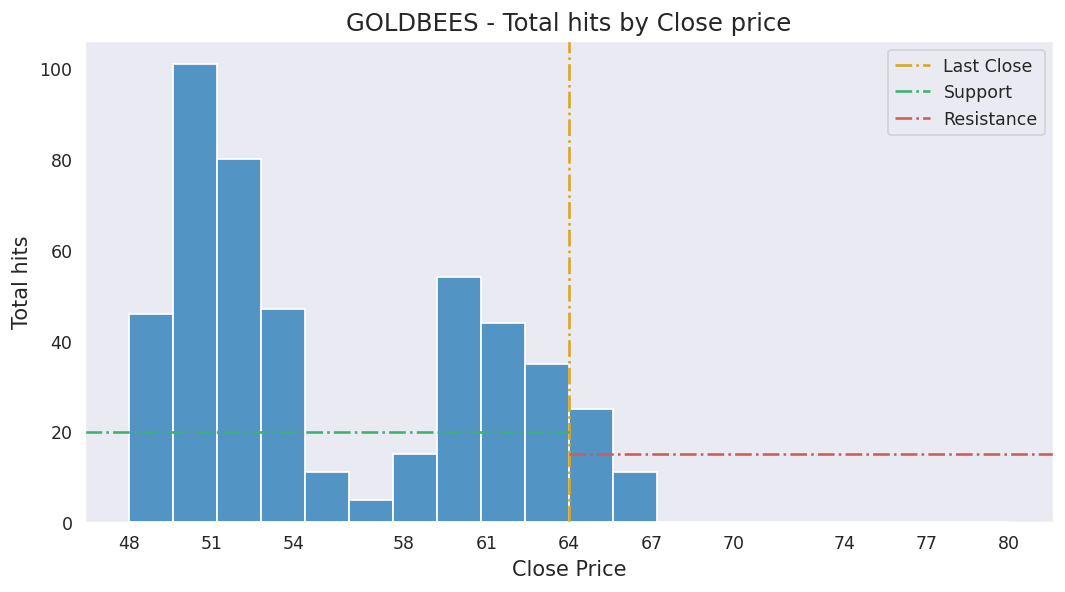 GOLDBEES - Total hits by Close price
Last Close
Support
Resistance
Total hits
100
80
60
40
20
0
48 51 54 58 61 64 67 70 74 77 80
Close Price